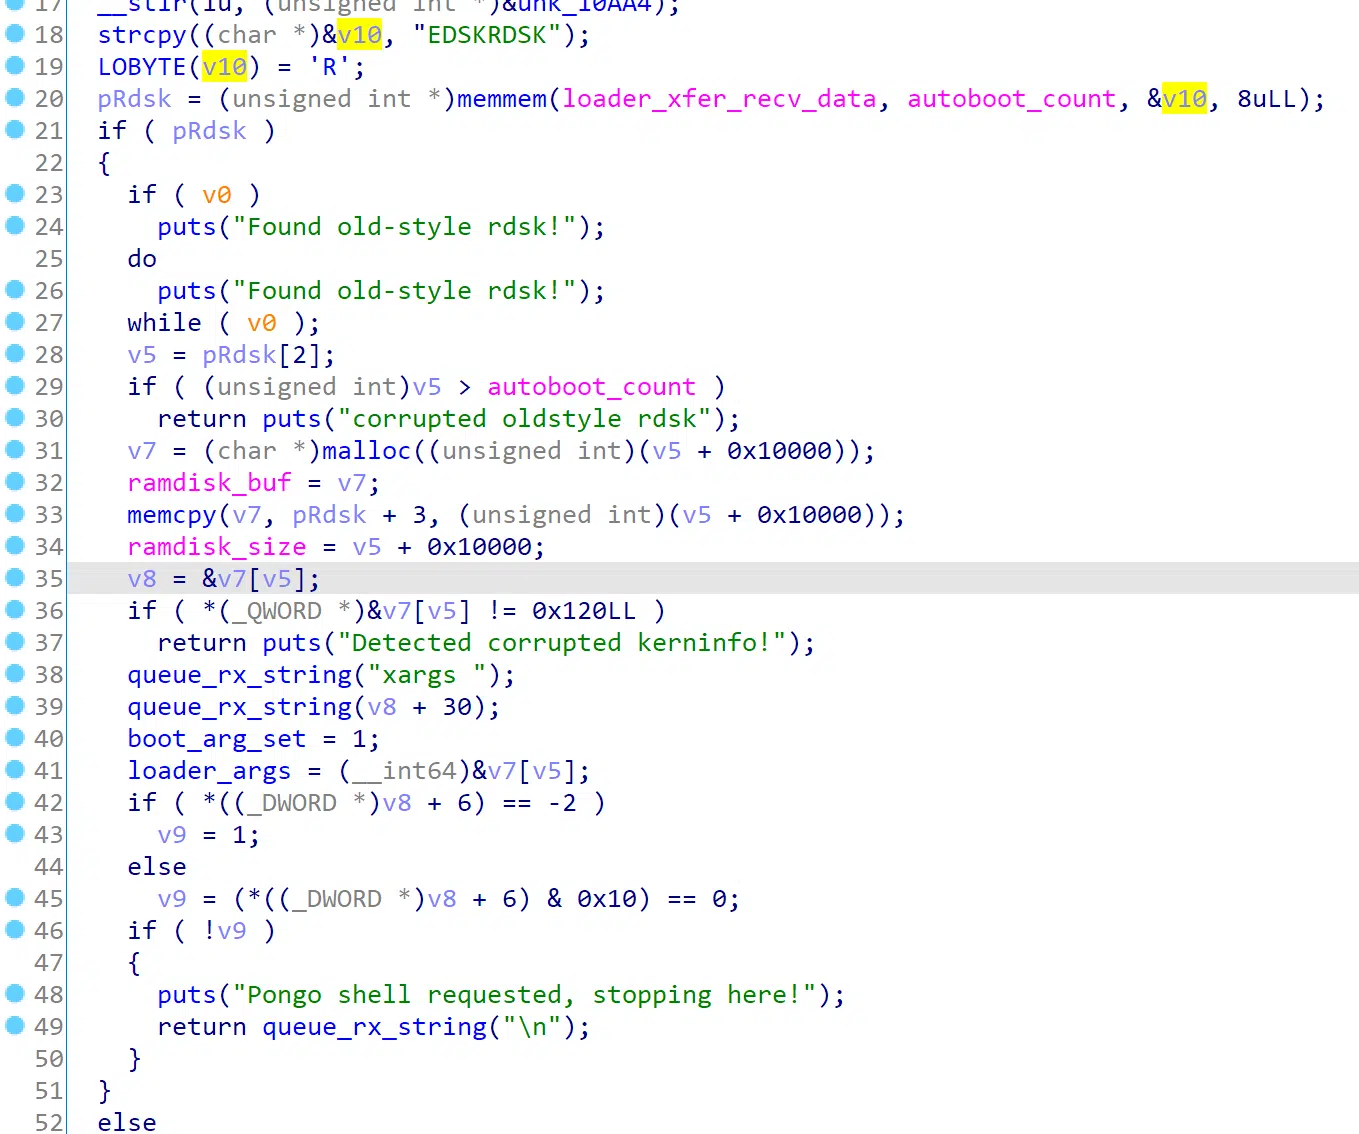 17 __stlr(1u, (unsigned int *)&unk_10AA4);
18 strcpy((char *)&v10, "EDSKRDSK");
19 LOBYTE(v10) = 'R';
20 pRdsk = (unsigned int *)memmem(loader_xfer_recv_data, autoboot_count, &v10, 8uLL);
21 if ( pRdsk )
22 {
23 if ( v0 )
24 puts("Found old-style rdsk!");
25 do
26 puts("Found old-style rdsk!");
27 while ( v0 );
28 v5 = pRdsk[2];
29 if ( (unsigned int)v5 > autoboot_count )
30 return puts("corrupted oldstyle rdsk");
31 v7 = (char *)malloc((unsigned int)(v5 + 0x10000));
32 ramdisk_buf = v7;
33 memcpy(v7, pRdsk + 3, (unsigned int)(v5 + 0x10000));
34 ramdisk_size = v5 + 0x10000;
35 v8 = &v7[v5];
36 if ( *(_QWORD *)&v7[v5] != 0x120LL )
37 return puts("Detected corrupted kerninfo!");
38 queue_rx_string("xargs ");
39 queue_rx_string(v8 + 30);
40 boot_arg_set = 1;
41 loader_args = (__int64)&v7[v5];
42 if ( *((_DWORD *)v8 + 6) == -2 )
43 v9 = 1;
44 else
45 v9 = (*((_DWORD *)v8 + 6) & 0x10) == 0;
46 if ( !v9 )
47 {
48 puts("Pongo shell requested, stopping here!");
49 return queue_rx_string("\n");
50 }
51 }
52 else